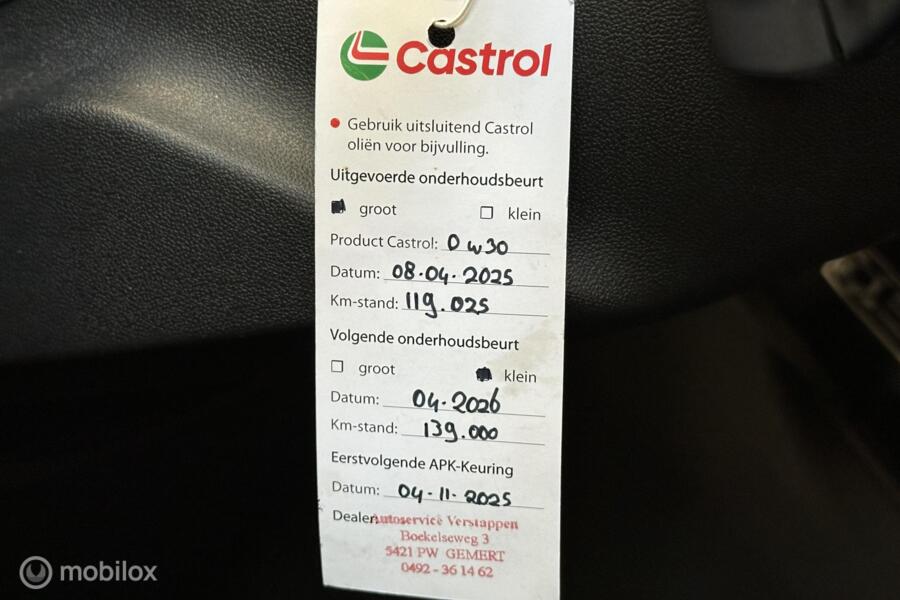 Castrol
Gebruik uitsluitend Castrol
oliën voor bijvulling.
Uitgevoerde onderhoudsbeurt
groot klein
Product Castrol: 0 W30
Datum: 08.04.2025
Km-stand: 119.025
Volgende onderhoudsbeurt
groot klein
Datum: 04.2026
Km-stand: 139.000
Eerstvolgende APK-Keuring
Datum: 04-11-2025
Dealer: Autoservice Verstappen
Boekelseweg 3
5421 PW GEMERT
0492-36 14 62
mobilox